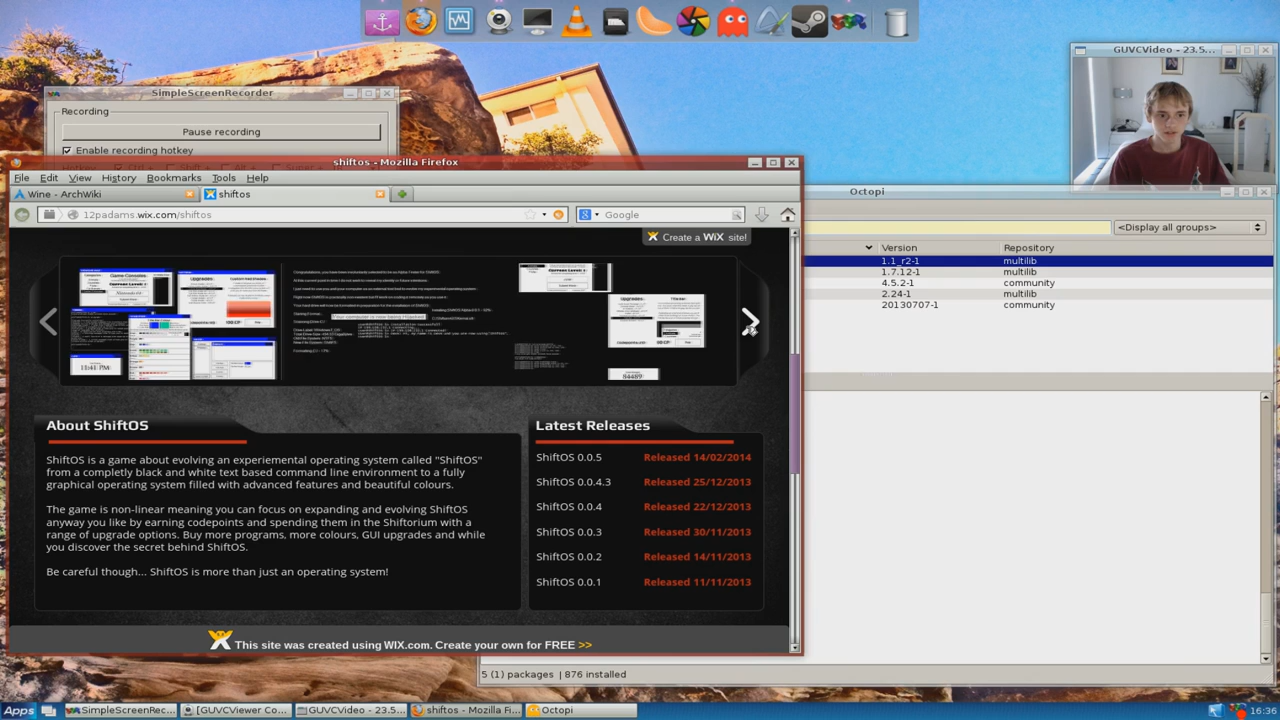 GUVCVideo - 23.5...
SimpleScreenRecorder
Recording
Pause recording
Enable recording hotkey
shiftos - Mozilla Firefox
File Edit View History Bookmarks Tools Help
Wine - ArchWiki
shiftos
12padams.wix.com/shiftos
Google
Create a WiX site!
Octopi
<Display all groups>
Version Repository
1.1_r2-1 multilib
1.7.12-1 multilib
4.5.2-1 community
2.24-1 multilib
20130707-1 community
Game Consoles
Upgrades
11:41 PM
84489
About ShiftOS
ShiftOS is a game about evolving an experiemental operating system called "ShiftOS"
from a completly black and white text based command line environment to a fully
graphical operating system filled with advanced features and beautiful colours.
The game is non-linear meaning you can focus on expanding and evolving ShiftOS
anyway you like by earning codepoints and spending them in the Shiftorium with a
range of upgrade options. Buy more programs, more colours, GUI upgrades and while
you discover the secret behind ShiftOS.
Be careful though... ShiftOS is more than just an operating system!
Latest Releases
ShiftOS 0.0.5 Released 14/02/2014
ShiftOS 0.0.4.3 Released 25/12/2013
ShiftOS 0.0.4 Released 22/12/2013
ShiftOS 0.0.3 Released 30/11/2013
ShiftOS 0.0.2 Released 14/11/2013
ShiftOS 0.0.1 Released 11/11/2013
This site was created using WIX.com. Create your own for FREE >>
5 (1) packages | 876 installed
Apps
SimpleScreenRec...
[GUVCViewer Co...
GUVCVideo - 23.5...
shiftos - Mozilla Fi...
Octopi
16:36